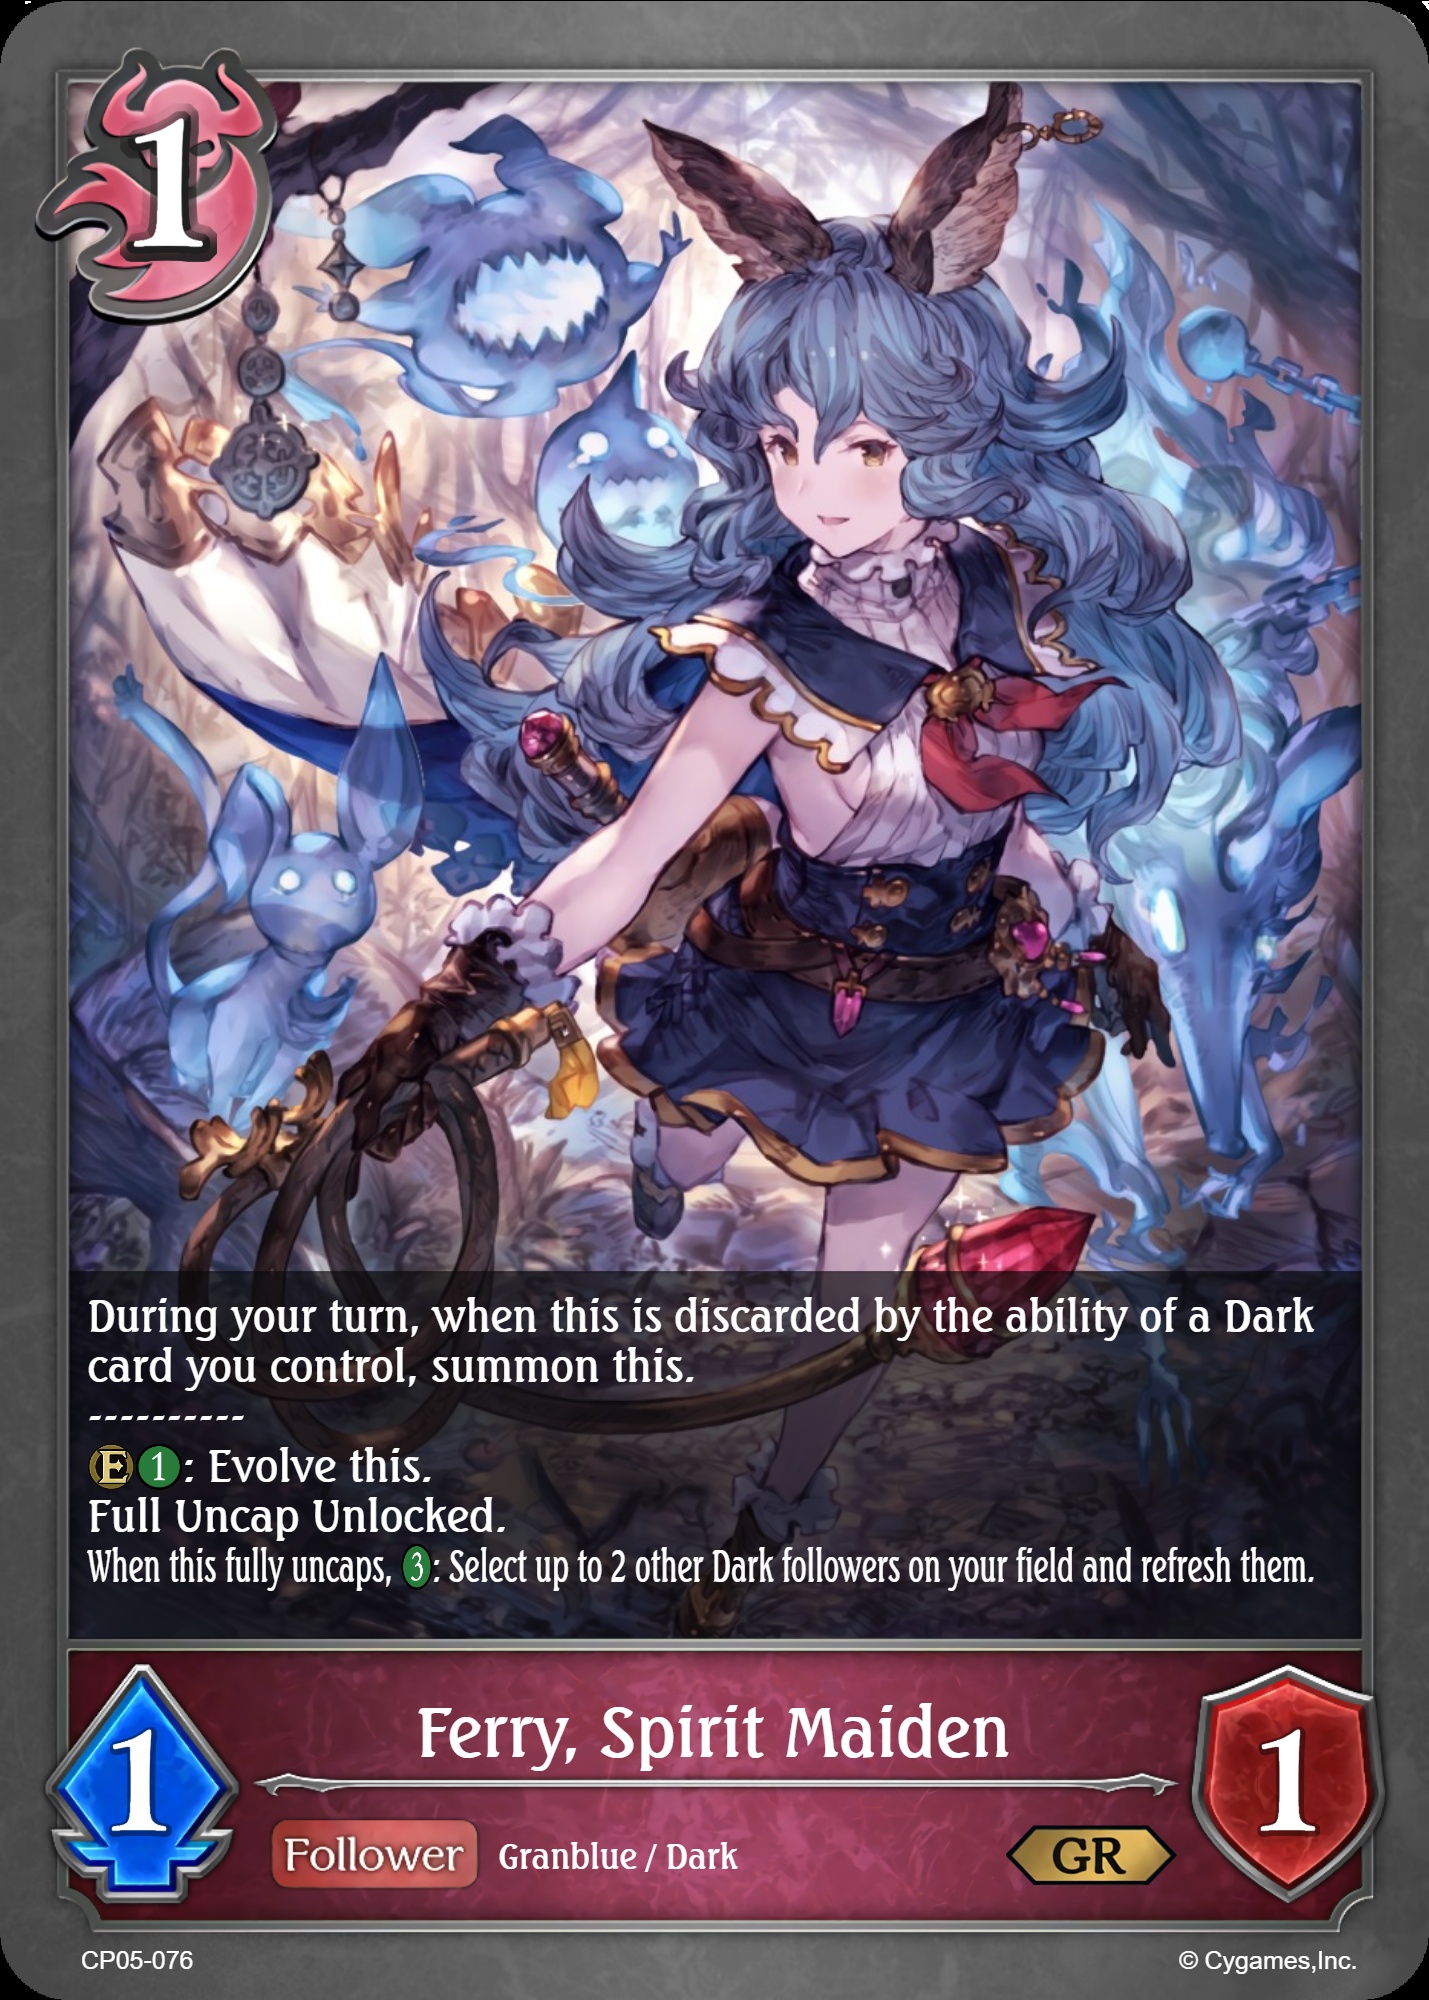 1
During your turn, when this is discarded by the ability of a Dark
card you control, summon this.
----------
E 1: Evolve this.
Full Uncap Unlocked.
When this fully uncaps, 3: Select up to 2 other Dark followers on your field and refresh them.
Ferry, Spirit Maiden
1
1
Follower Granblue / Dark GR
CP05-076 © Cygames,Inc.